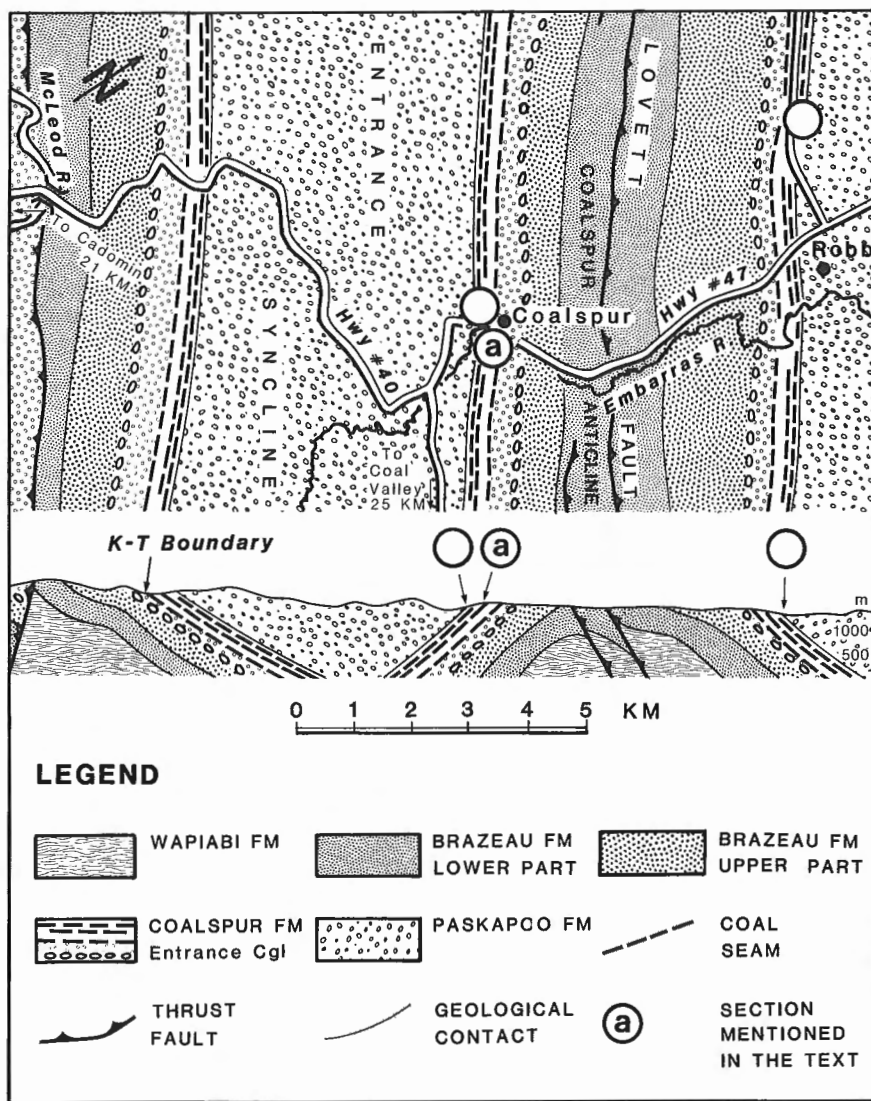 N
McLeod R.
To Cadomin
21 KM
ENTRANCE
SYNCLINE
Hwy #40
To
Coal
Valley
25 KM
Coalspur
a
COALSPUR
ANTICLINE
LOVETT
FAULT
Hwy #47
Embarras R.
Robb
K-T Boundary
a
m
1000
500
0 1 2 3 4 5 KM
LEGEND
WAPIABI FM
BRAZEAU FM
LOWER PART
BRAZEAU FM
UPPER PART
COALSPUR FM
Entrance Cgl
PASKAPOO FM
COAL
SEAM
THRUST
FAULT
GEOLOGICAL
CONTACT
a
SECTION
MENTIONED
IN THE TEXT